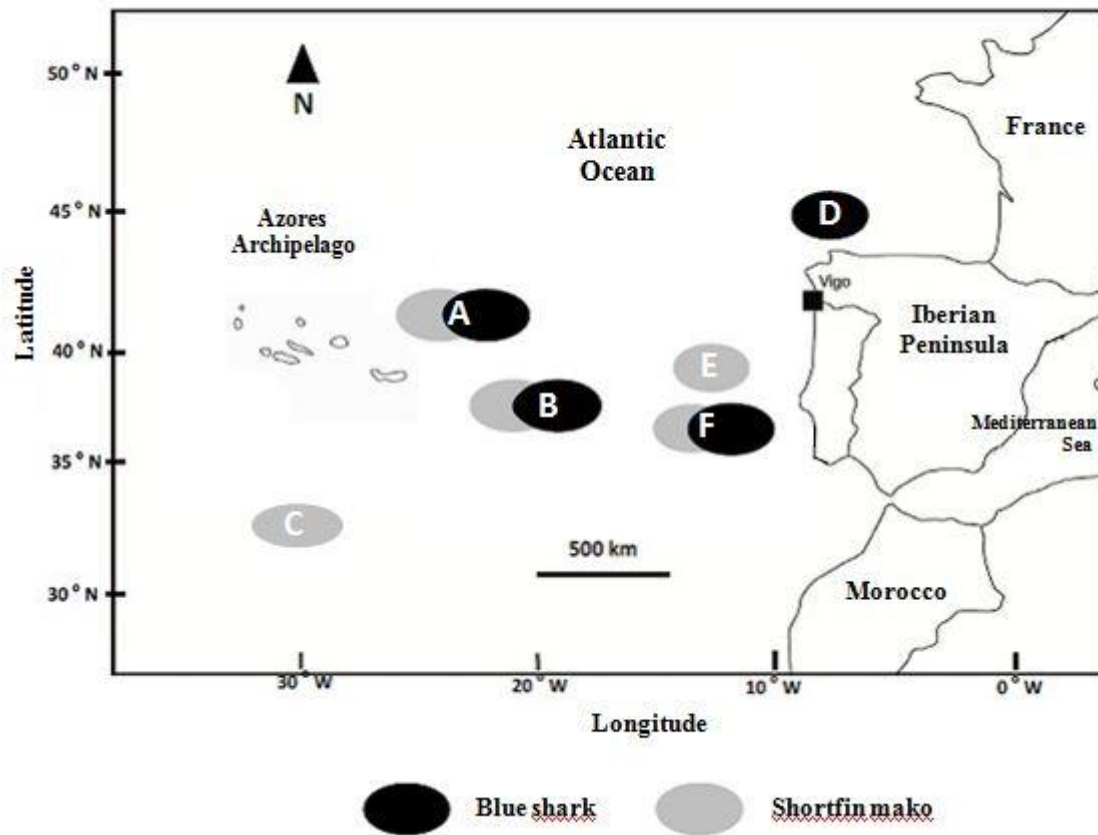 50° N
N
Atlantic
Ocean
France
45° N
Azores
Archipelago
D
Vigo
Latitude
A
Iberian
Peninsula
40° N
E
B
F
Mediterranean
Sea
35° N
C
500 km
30° N
Morocco
30° W
20° W
10° W
0° W
Longitude
Blue shark
Shortfin mako